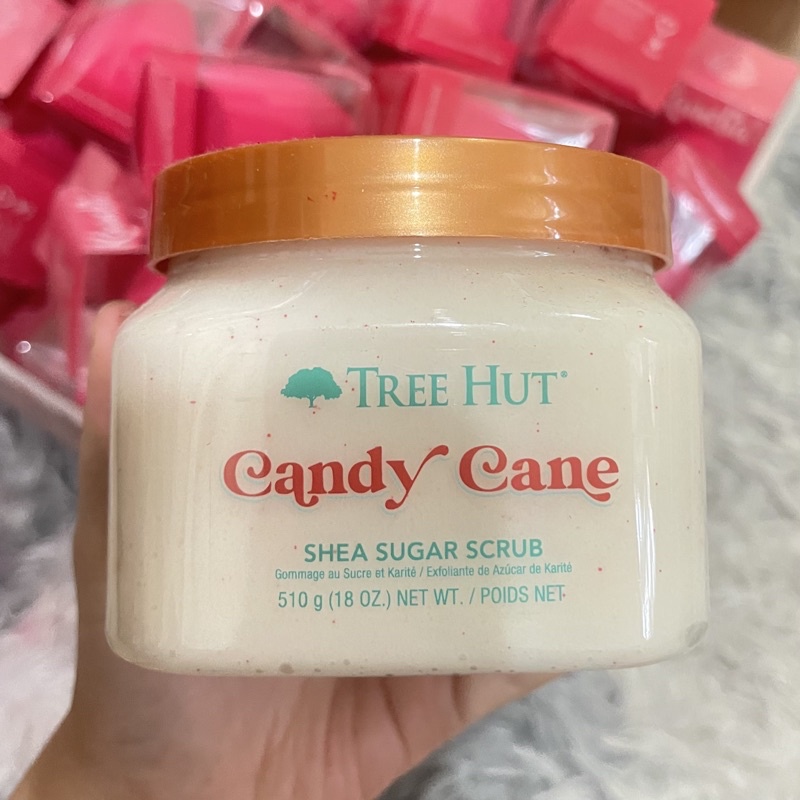 TREE HUT®
Candy Cane
SHEA SUGAR SCRUB
Gommage au Sucre et Karité / Exfoliante de Azúcar de Karité
510 g (18 OZ.) NET WT. / POIDS NET